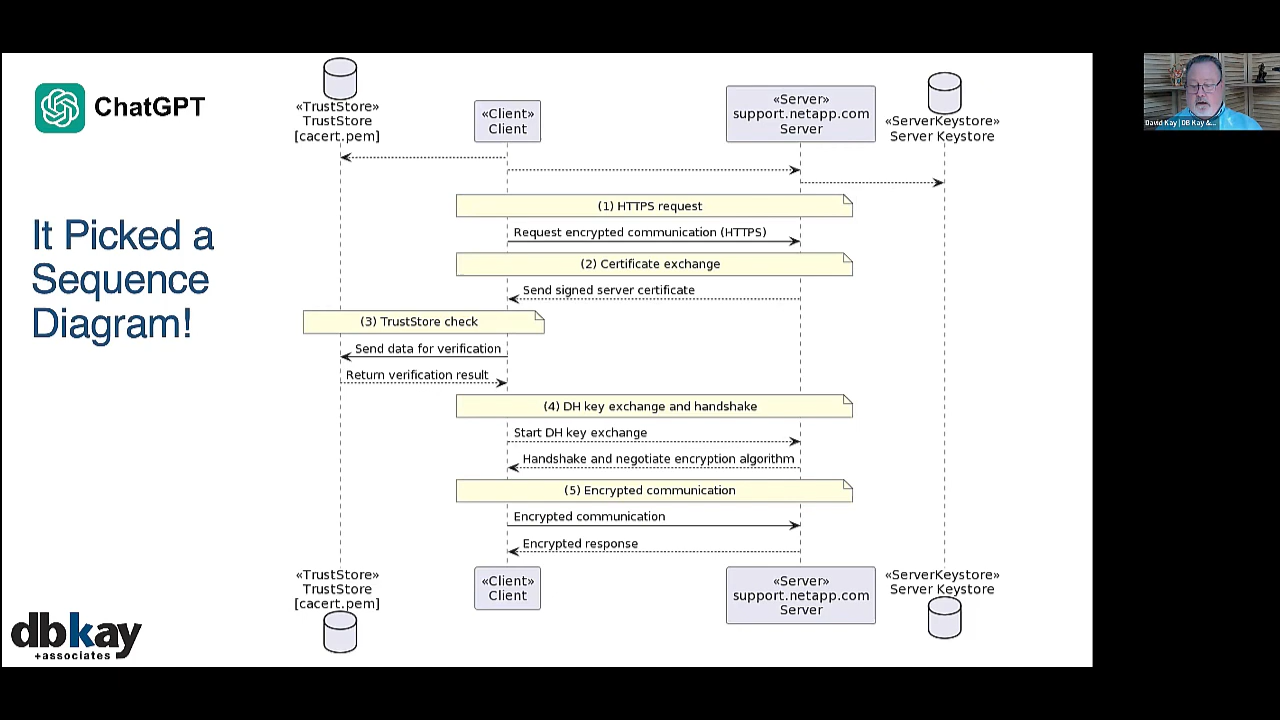 ChatGPT
It Picked a
Sequence
Diagram!
dbkay
+associates
«TrustStore»
TrustStore
[cacert.pem]
«Client»
Client
«Server»
support.netapp.com
Server
«ServerKeystore»
Server Keystore
(1) HTTPS request
Request encrypted communication (HTTPS)
(2) Certificate exchange
Send signed server certificate
(3) TrustStore check
Send data for verification
Return verification result
(4) DH key exchange and handshake
Start DH key exchange
Handshake and negotiate encryption algorithm
(5) Encrypted communication
Encrypted communication
Encrypted response
«TrustStore»
TrustStore
[cacert.pem]
«Client»
Client
«Server»
support.netapp.com
Server
«ServerKeystore»
Server Keystore
David Kay | DB Kay &...